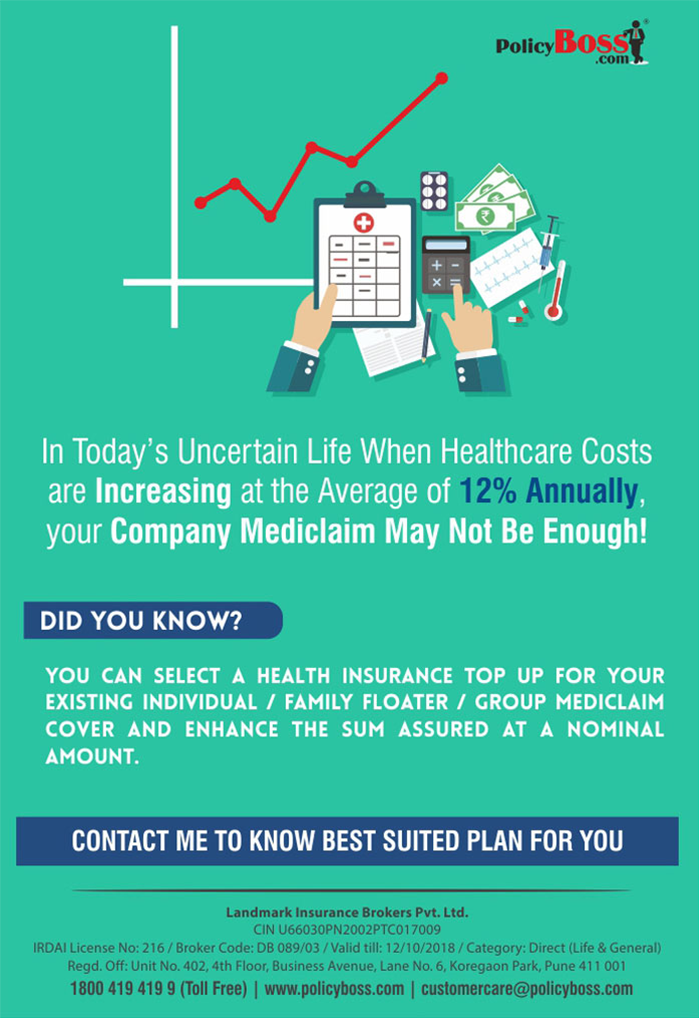 PolicyBoss
.com
In Today's Uncertain Life When Healthcare Costs
are Increasing at the Average of 12% Annually,
your Company Mediclaim May Not Be Enough!
DID YOU KNOW?
YOU CAN SELECT A HEALTH INSURANCE TOP UP FOR YOUR
EXISTING INDIVIDUAL / FAMILY FLOATER / GROUP MEDICLAIM
COVER AND ENHANCE THE SUM ASSURED AT A NOMINAL
AMOUNT.
CONTACT ME TO KNOW BEST SUITED PLAN FOR YOU
Landmark Insurance Brokers Pvt. Ltd.
CIN U66030PN2002PTC017009
IRDAI License No: 216 / Broker Code: DB 089/03 / Valid till: 12/10/2018 / Category: Direct (Life & General)
Regd. Off: Unit No. 402, 4th Floor, Business Avenue, Lane No. 6, Koregaon Park, Pune 411 001
1800 419 419 9 (Toll Free) | www.policyboss.com | customercare@policyboss.com